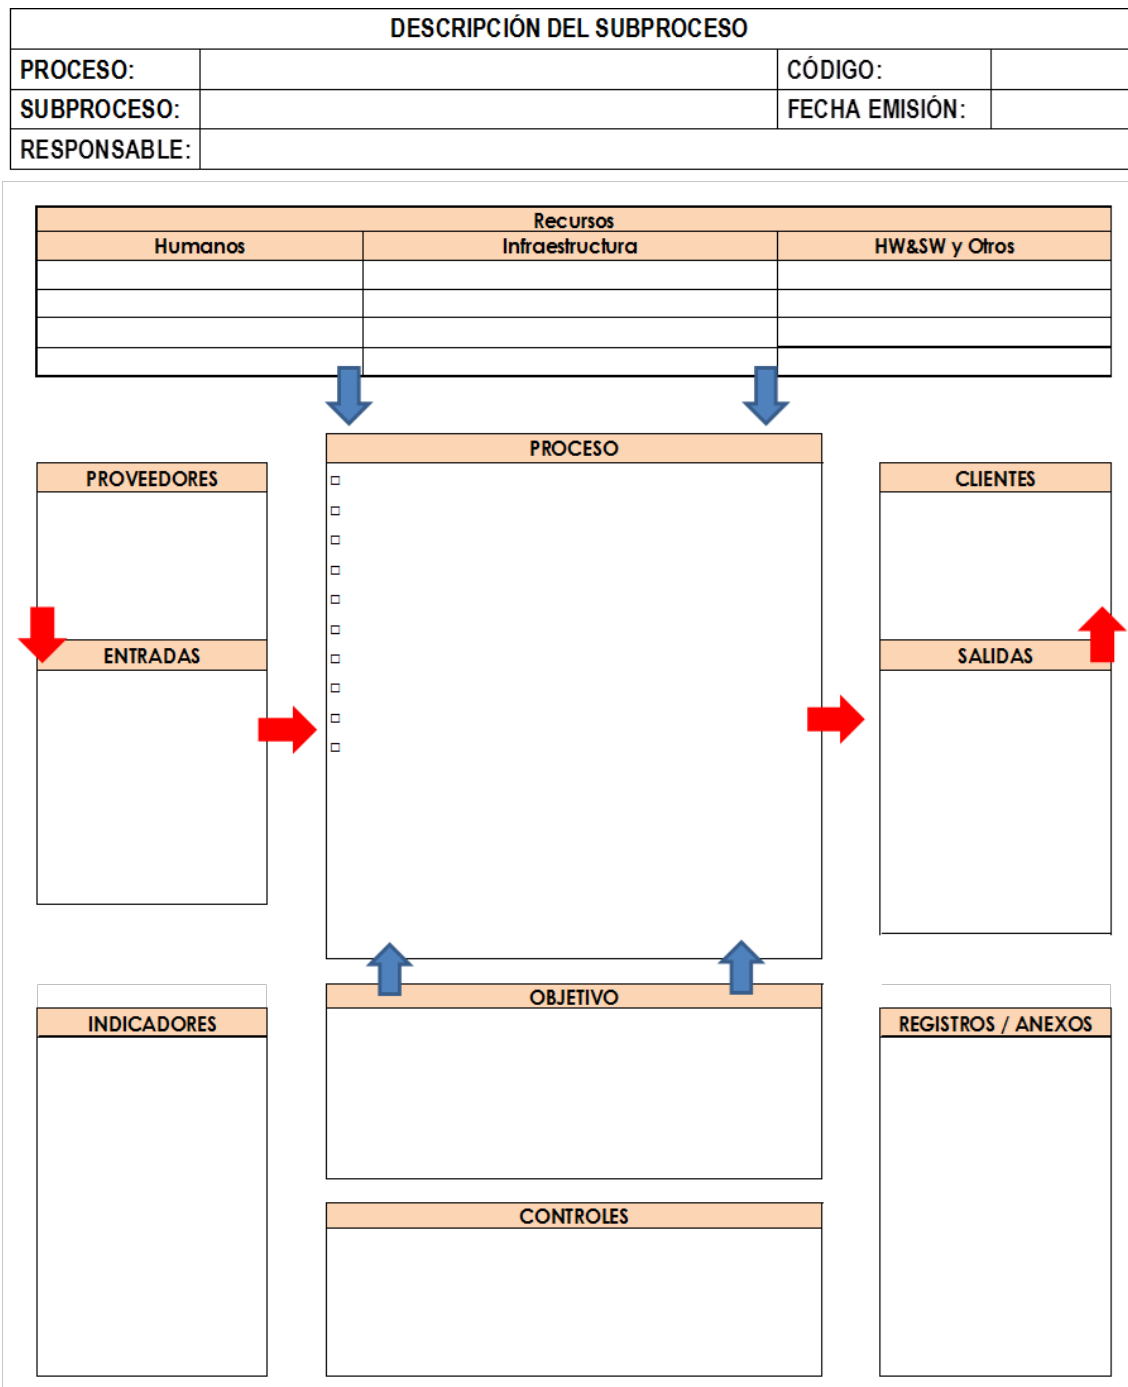 DESCRIPCIÓN DEL SUBPROCESO
PROCESO:
CÓDIGO:
SUBPROCESO:
FECHA EMISIÓN:
RESPONSABLE:
Recursos
Humanos
Infraestructura
HW&SW y Otros
PROCESO
PROVEEDORES
CLIENTES
ENTRADAS
SALIDAS
OBJETIVO
INDICADORES
REGISTROS / ANEXOS
CONTROLES